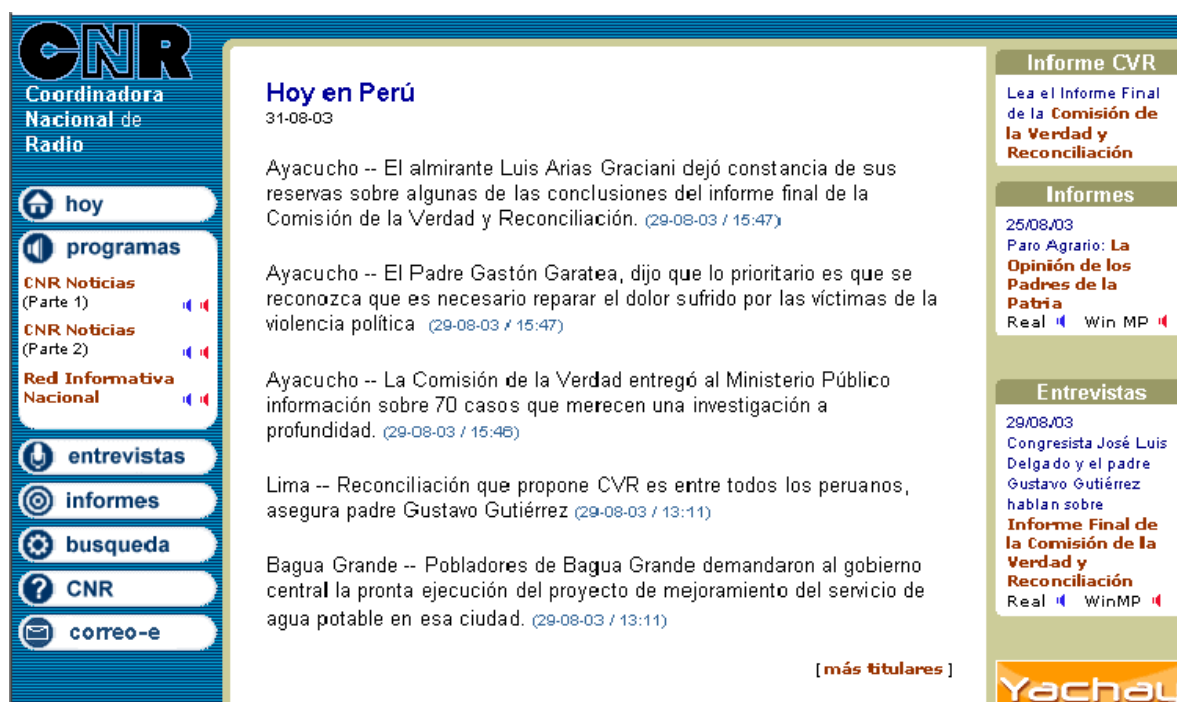 CNR
Coordinadora
Nacional de
Radio
hoy
programas
CNR Noticias
(Parte 1)
CNR Noticias
(Parte 2)
Red Informativa
Nacional
entrevistas
informes
busqueda
CNR
correo-e
Hoy en Perú
31-08-03
Ayacucho -- El almirante Luis Arias Graciani dejó constancia de sus
reservas sobre algunas de las conclusiones del informe final de la
Comisión de la Verdad y Reconciliación. (29-08-03 / 15:47)
Ayacucho -- El Padre Gastón Garatea, dijo que lo prioritario es que se
reconozca que es necesario reparar el dolor sufrido por las víctimas de la
violencia política (29-08-03 / 15:47)
Ayacucho -- La Comisión de la Verdad entregó al Ministerio Público
información sobre 70 casos que merecen una investigación a
profundidad. (29-08-03 / 15:46)
Lima -- Reconciliación que propone CVR es entre todos los peruanos,
asegura padre Gustavo Gutiérrez (29-08-03 / 13:11)
Bagua Grande -- Pobladores de Bagua Grande demandaron al gobierno
central la pronta ejecución del proyecto de mejoramiento del servicio de
agua potable en esa ciudad. (29-08-03 / 13:11)
[más titulares]
Informe CVR
Lea el Informe Final
de la Comisión de
la Verdad y
Reconciliación
Informes
25/08/03
Paro Agrario: La
Opinión de los
Padres de la
Patria
Real Win MP
Entrevistas
29/08/03
Congresista José Luis
Delgado y el padre
Gustavo Gutiérrez
hablan sobre
Informe Final de
la Comisión de la
Verdad y
Reconciliación
Real WinMP
Yachay